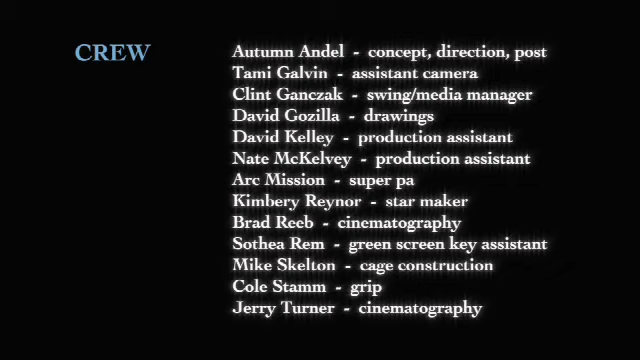 CREW
Autumn Andel - concept, direction, post
Tami Galvin - assistant camera
Clint Ganczak - swing/media manager
David Gozilla - drawings
David Kelley - production assistant
Nate McKelvey - production assistant
Arc Mission - super pa
Kimbery Reynor - star maker
Brad Reeb - cinematography
Sothea Rem - green screen key assistant
Mike Skelton - cage construction
Cole Stamm - grip
Jerry Turner - cinematography